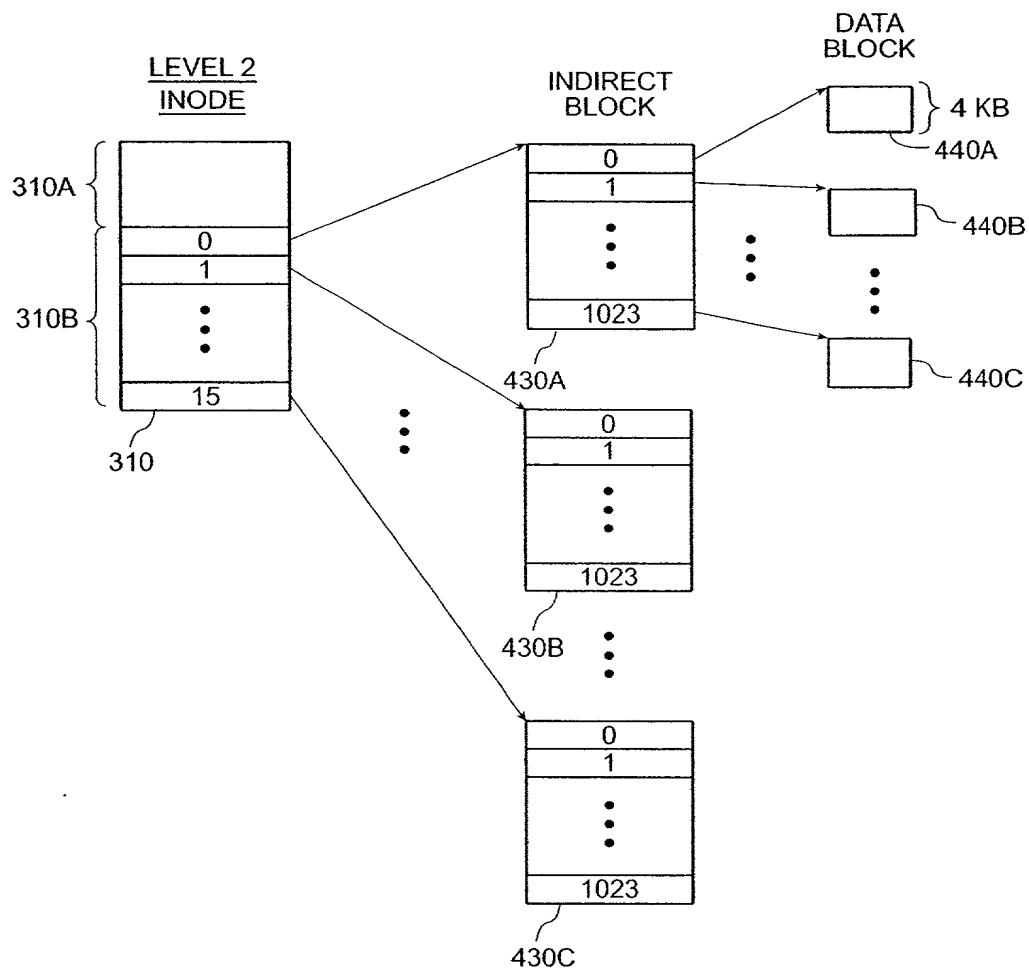 LEVEL 2
INODE
310A
310B
0
1
15
310
INDIRECT
BLOCK
0
1
1023
430A
0
1
1023
430B
0
1
1023
430C
DATA
BLOCK
4 KB
440A
440B
440C